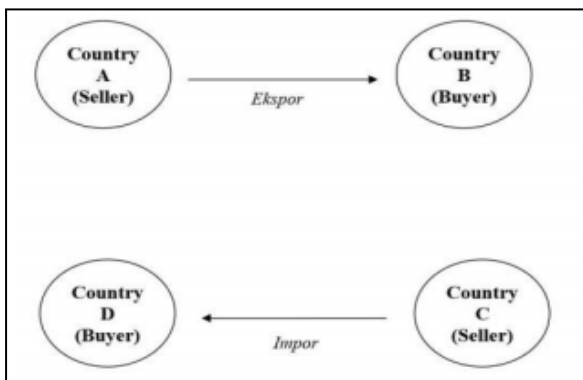 Country
A
(Seller)
Ekspor
Country
B
(Buyer)
Country
D
(Buyer)
Impor
Country
C
(Seller)